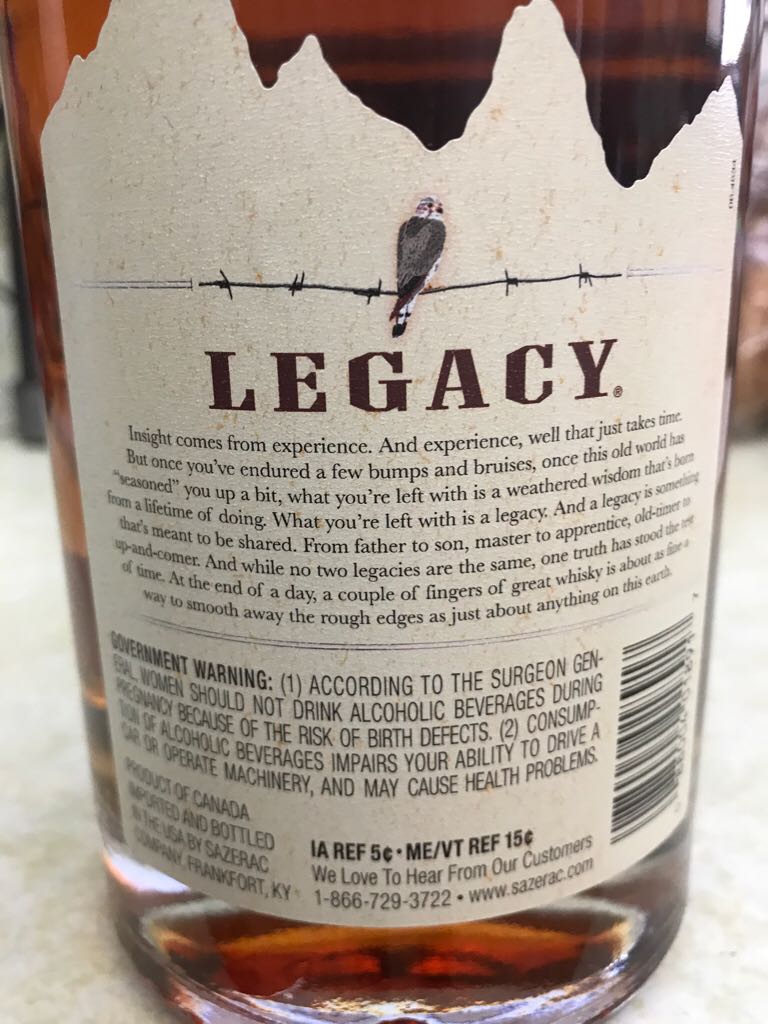 LEGACY®
Insight comes from experience. And experience, well that just takes time.
But once you've endured a few bumps and bruises, once this old world has
"seasoned" you up a bit, what you're left with is a weathered wisdom that's born
from a lifetime of doing. What you're left with is a legacy. And a legacy is something
that's meant to be shared. From father to son, master to apprentice, old-timer to
up-and-comer. And while no two legacies are the same, one truth has stood the test
of time. At the end of a day, a couple of fingers of great whisky is about as fine a
way to smooth away the rough edges as just about anything on this earth.
GOVERNMENT WARNING: (1) ACCORDING TO THE SURGEON GEN-
ERAL, WOMEN SHOULD NOT DRINK ALCOHOLIC BEVERAGES DURING
PREGNANCY BECAUSE OF THE RISK OF BIRTH DEFECTS. (2) CONSUMP-
TION OF ALCOHOLIC BEVERAGES IMPAIRS YOUR ABILITY TO DRIVE A
CAR OR OPERATE MACHINERY, AND MAY CAUSE HEALTH PROBLEMS.
PRODUCT OF CANADA
IMPORTED AND BOTTLED
IN THE USA BY SAZERAC
COMPANY, FRANKFORT, KY
IA REF 5¢ • ME/VT REF 15¢
We Love To Hear From Our Customers
1-866-729-3722 • www.sazerac.com